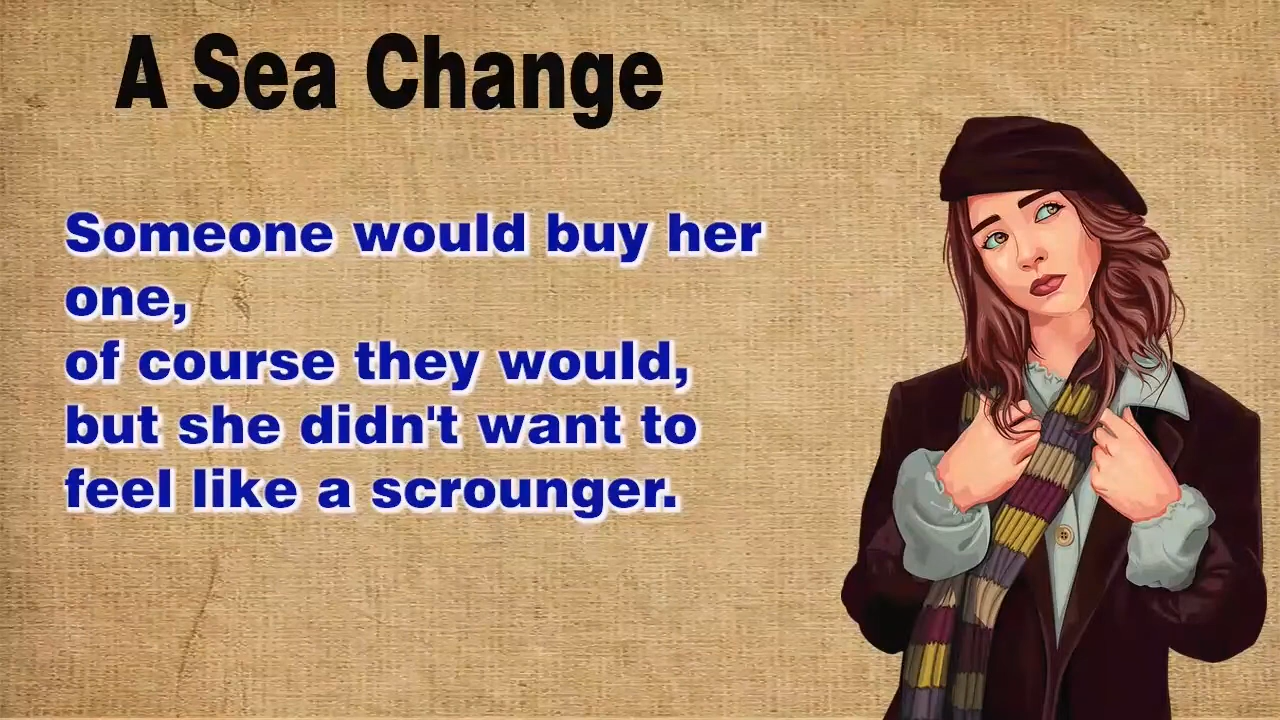 A Sea Change
Someone would buy her
one,
of course they would,
but she didn't want to
feel like a scrounger.